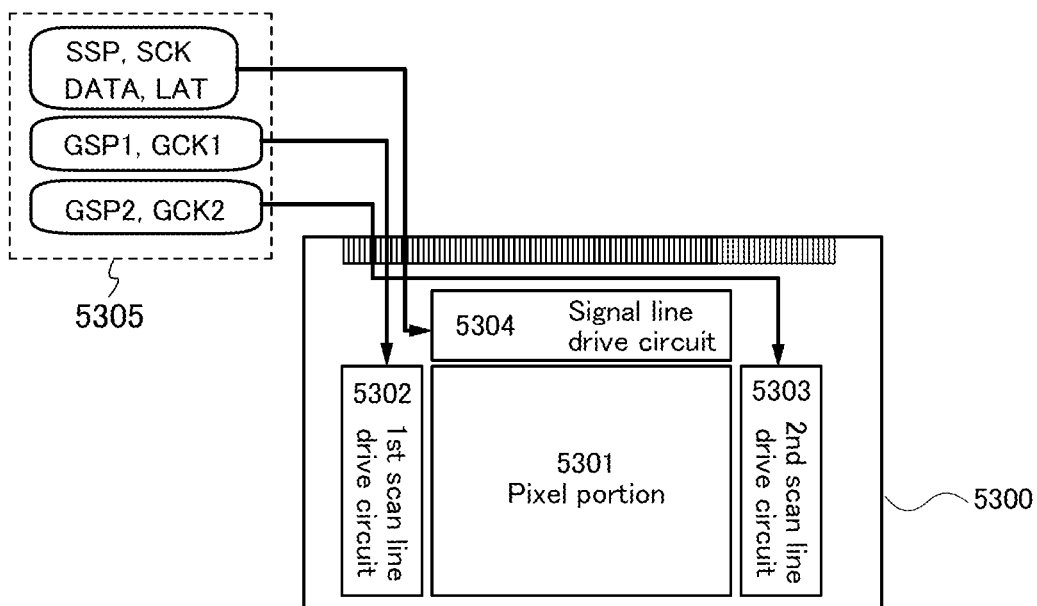 SSP, SCK
DATA, LAT
GSP1, GCK1
GSP2, GCK2
5305
5304
Signal line
drive circuit
5302
1st scan line
drive circuit
5301
Pixel portion
5303
2nd scan line
drive circuit
5300